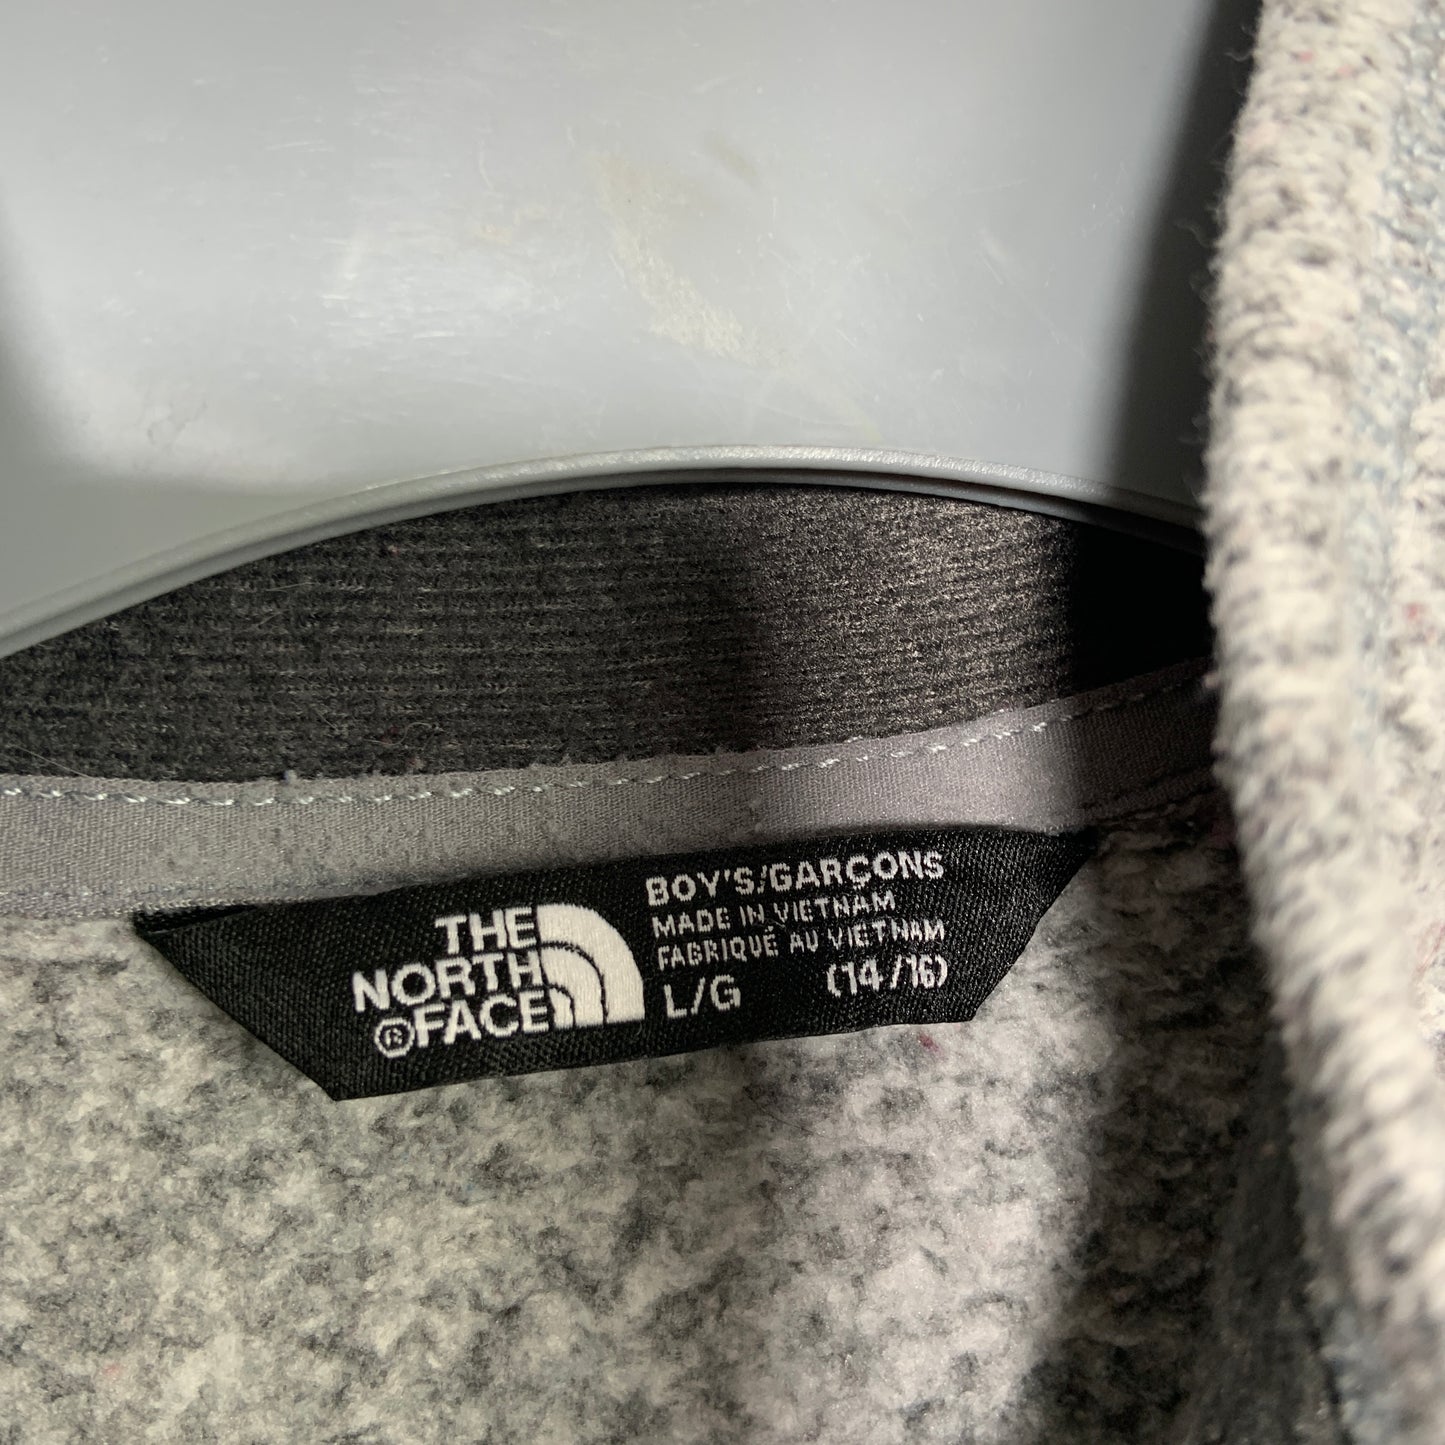 THE
NORTH
®FACE
BOY'S/GARÇONS
MADE IN VIETNAM
FABRIQUÉ AU VIETNAM
L/G (14/16)